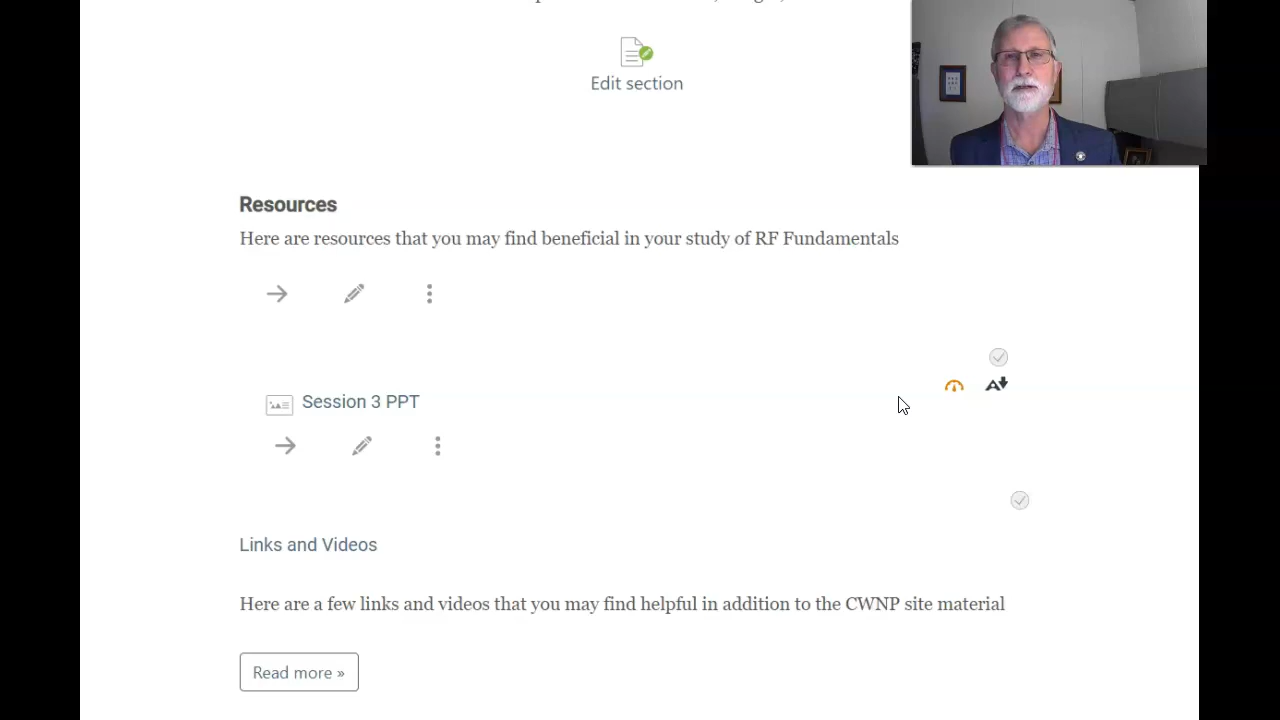 Edit section
Resources
Here are resources that you may find beneficial in your study of RF Fundamentals
Session 3 PPT
Links and Videos
Here are a few links and videos that you may find helpful in addition to the CWNP site material
Read more »